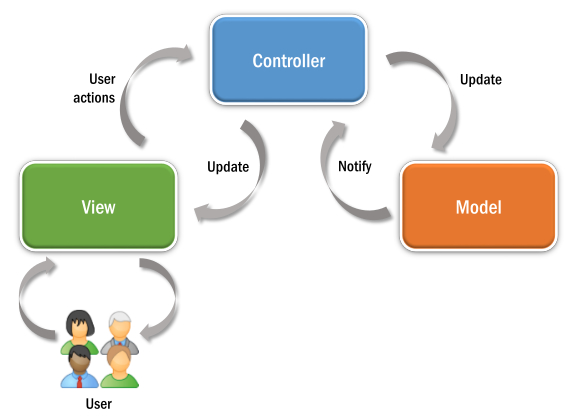 Controller
User
actions
Update
Update
Notify
View
Model
User